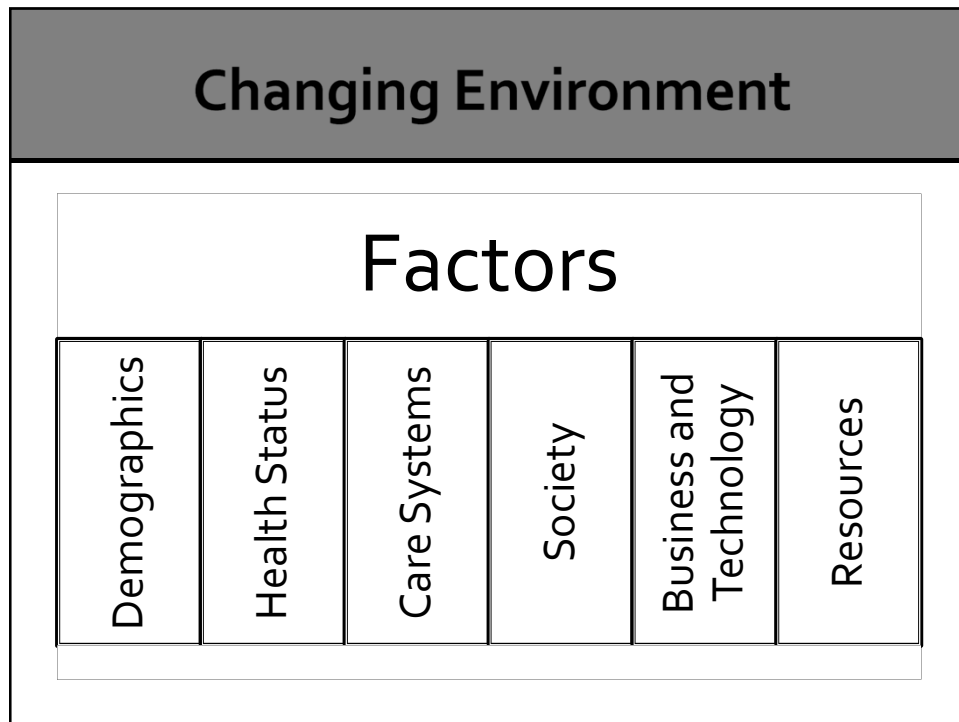 Changing Environment
Factors
Demographics
Health Status
Care Systems
Society
Business and
Technology
Resources